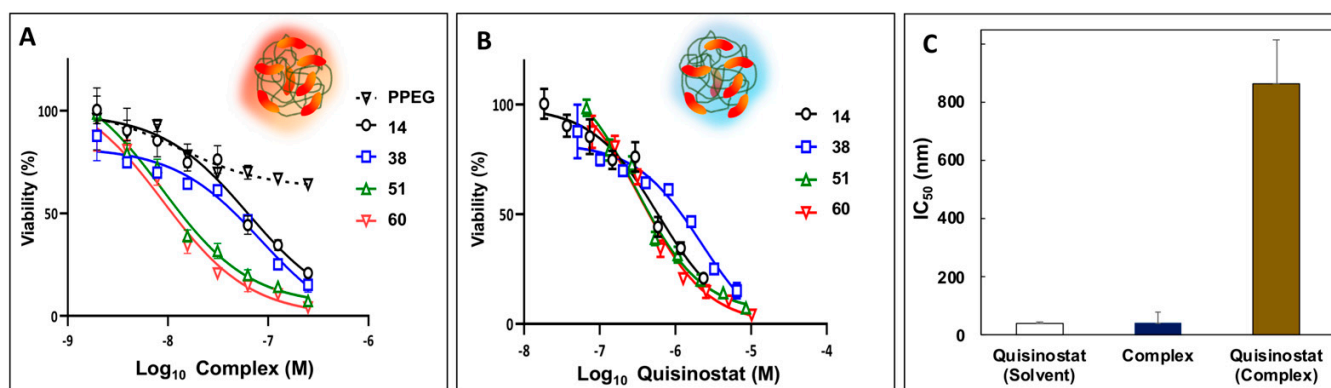 A
PPEG
14
38
51
60
100
50
0
Viability (%)
-9
-8
-7
-6
Log10 Complex (M)
B
14
38
51
60
100
50
0
Viability (%)
-8
-7
-6
-5
-4
Log10 Quisinostat (M)
C
800
600
400
200
0
IC50 (nm)
Quisinostat
(Solvent)
Complex
Quisinostat
(Complex)